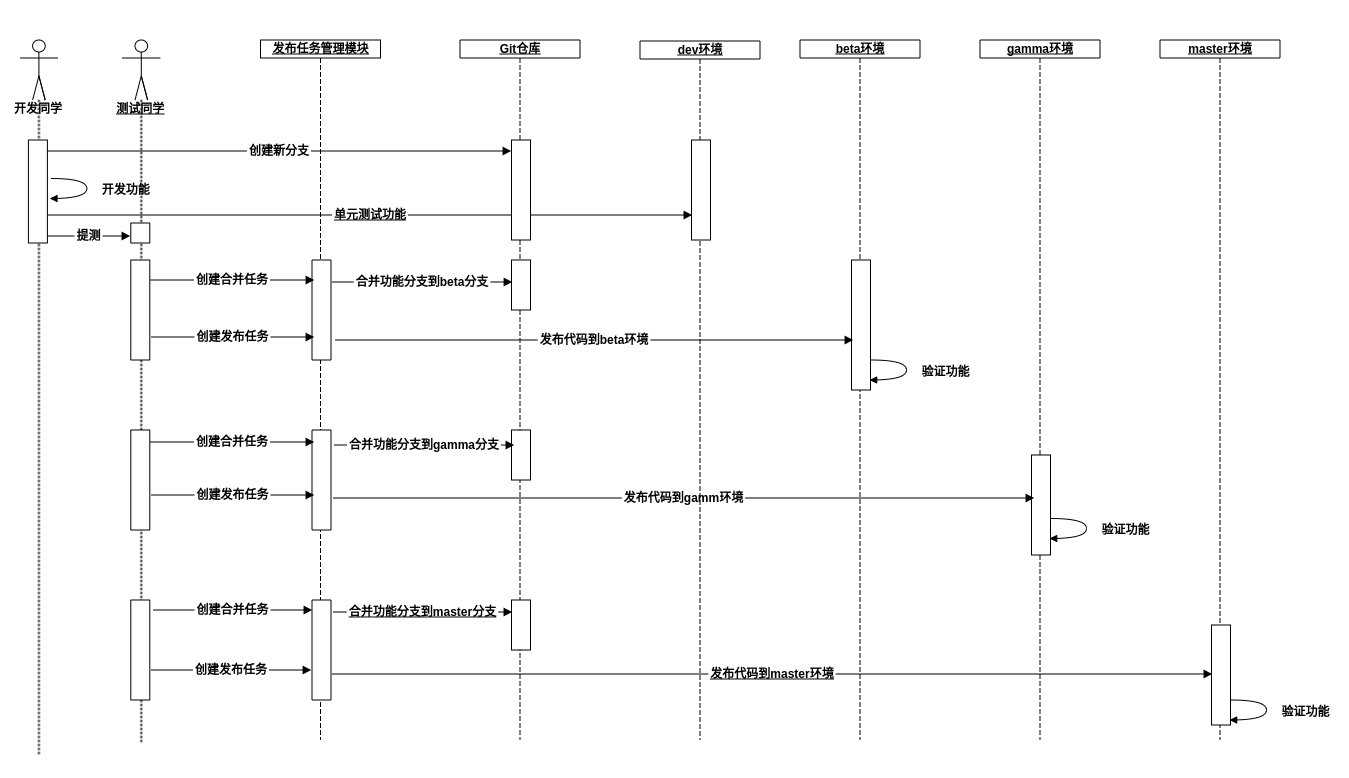 发布任务管理模块
Git仓库
dev环境
beta环境
gamma环境
master环境
开发同学
测试同学
创建新分支
开发功能
单元测试功能
提测
创建合并任务
合并功能分支到beta分支
创建发布任务
发布代码到beta环境
验证功能
创建合并任务
合并功能分支到gamma分支
创建发布任务
发布代码到gamm环境
验证功能
创建合并任务
合并功能分支到master分支
创建发布任务
发布代码到master环境
验证功能